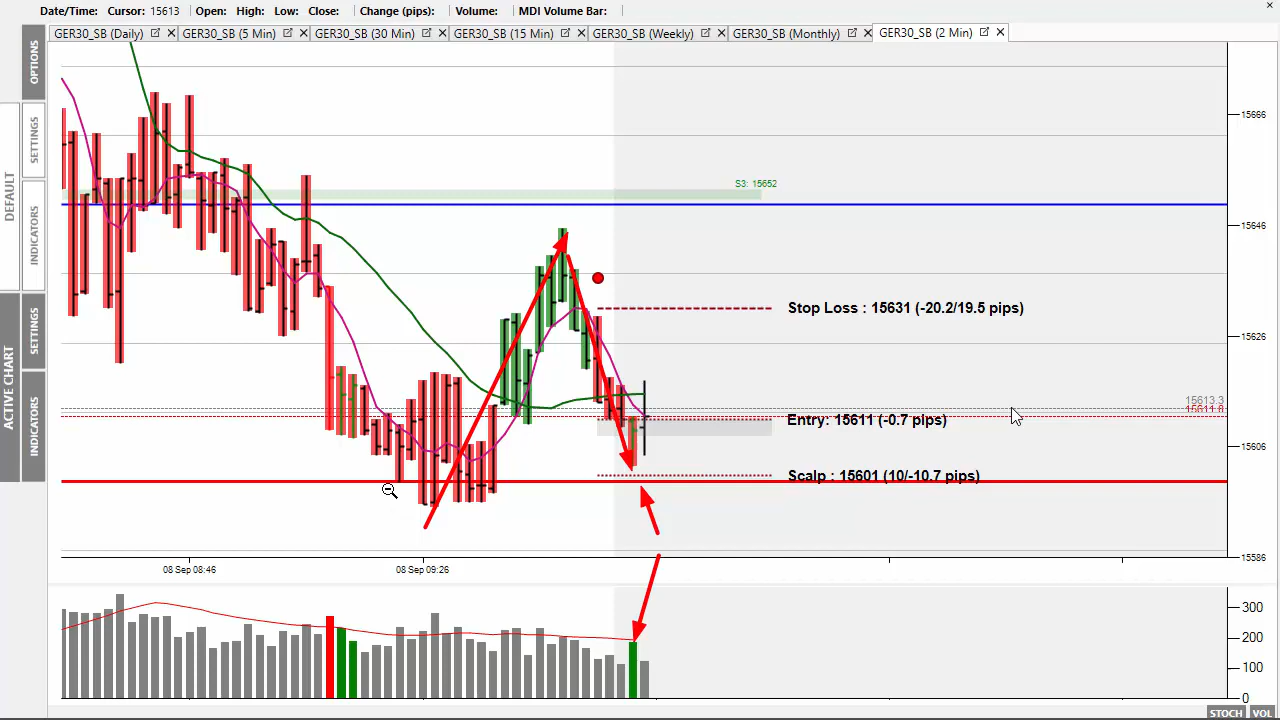 Date/Time: Cursor: 15613 Open: High: Low: Close: Change (pips): Volume: MDI Volume Bar:
GER30_SB (Daily) GER30_SB (5 Min) GER30_SB (30 Min) GER30_SB (15 Min) GER30_SB (Weekly) GER30_SB (Monthly) GER30_SB (2 Min)
OPTIONS
SETTINGS
DEFAULT
INDICATORS
SETTINGS
ACTIVE CHART
INDICATORS
15666
S3: 15652
15646
Stop Loss : 15631 (-20.2/19.5 pips)
15626
15613.3
Entry: 15611 (-0.7 pips)
15606
Scalp : 15601 (10/-10.7 pips)
15586
08 Sep 08:46
08 Sep 09:26
300
200
100
0
STOCH VOL